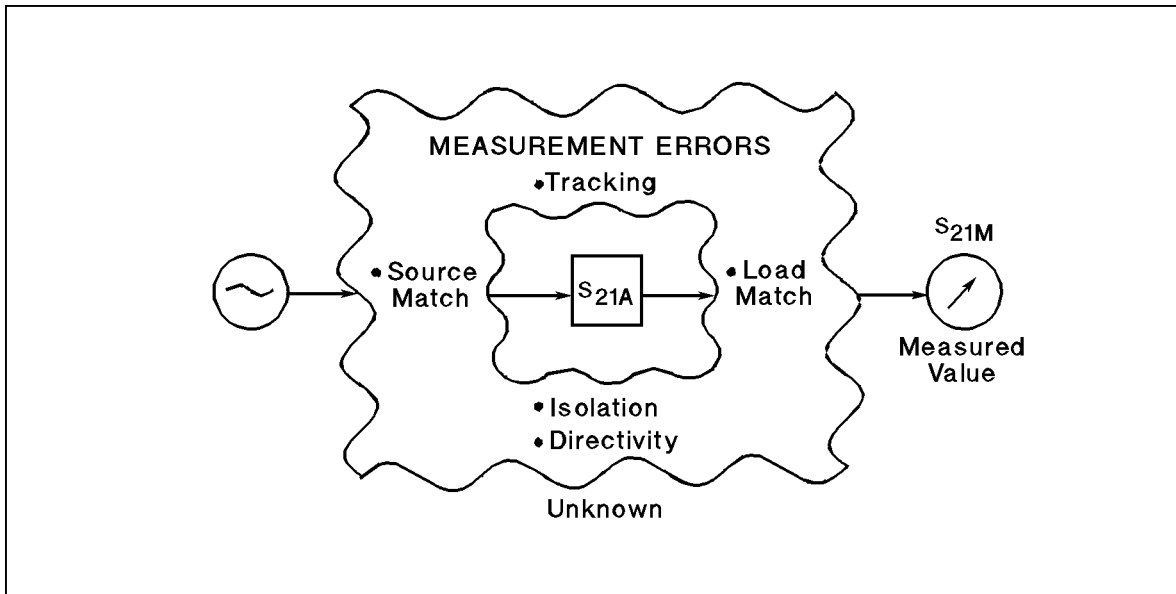 MEASUREMENT ERRORS
•Tracking
• Source
Match
S21A
• Load
Match
S21M
Measured
Value
• Isolation
• Directivity
Unknown